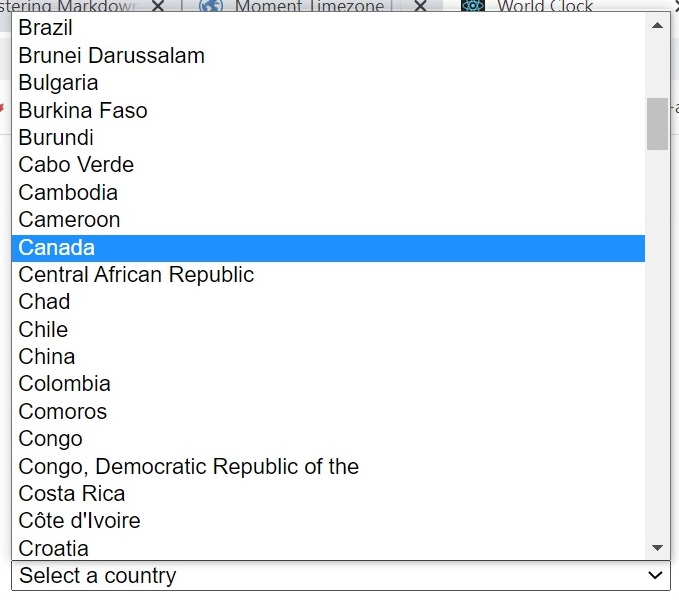 stering Markdown
Moment Timezone
World Clock
Brazil
Brunei Darussalam
Bulgaria
Burkina Faso
Burundi
Cabo Verde
Cambodia
Cameroon
Canada
Central African Republic
Chad
Chile
China
Colombia
Comoros
Congo
Congo, Democratic Republic of the
Costa Rica
Côte d'Ivoire
Croatia
Select a country